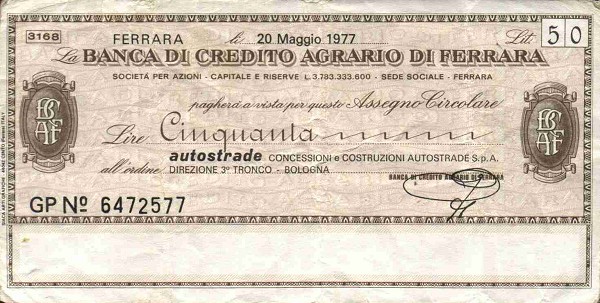 3168 FERRARA li 20 Maggio 1977 Lit. 50
La BANCA DI CREDITO AGRARIO DI FERRARA
SOCIETÀ PER AZIONI - CAPITALE E RISERVE L. 3.783.333.600 - SEDE SOCIALE - FERRARA
pagherà a vista per questo Assegno Circolare
Lire Cinquanta
autostrade CONCESSIONI e COSTRUZIONI AUTOSTRADE S.p.A.
all'ordine DIREZIONE 3° TRONCO - BOLOGNA
BANCA DI CREDITO AGRARIO DI FERRARA
GP Nº 6472577
BCAF
BCAF